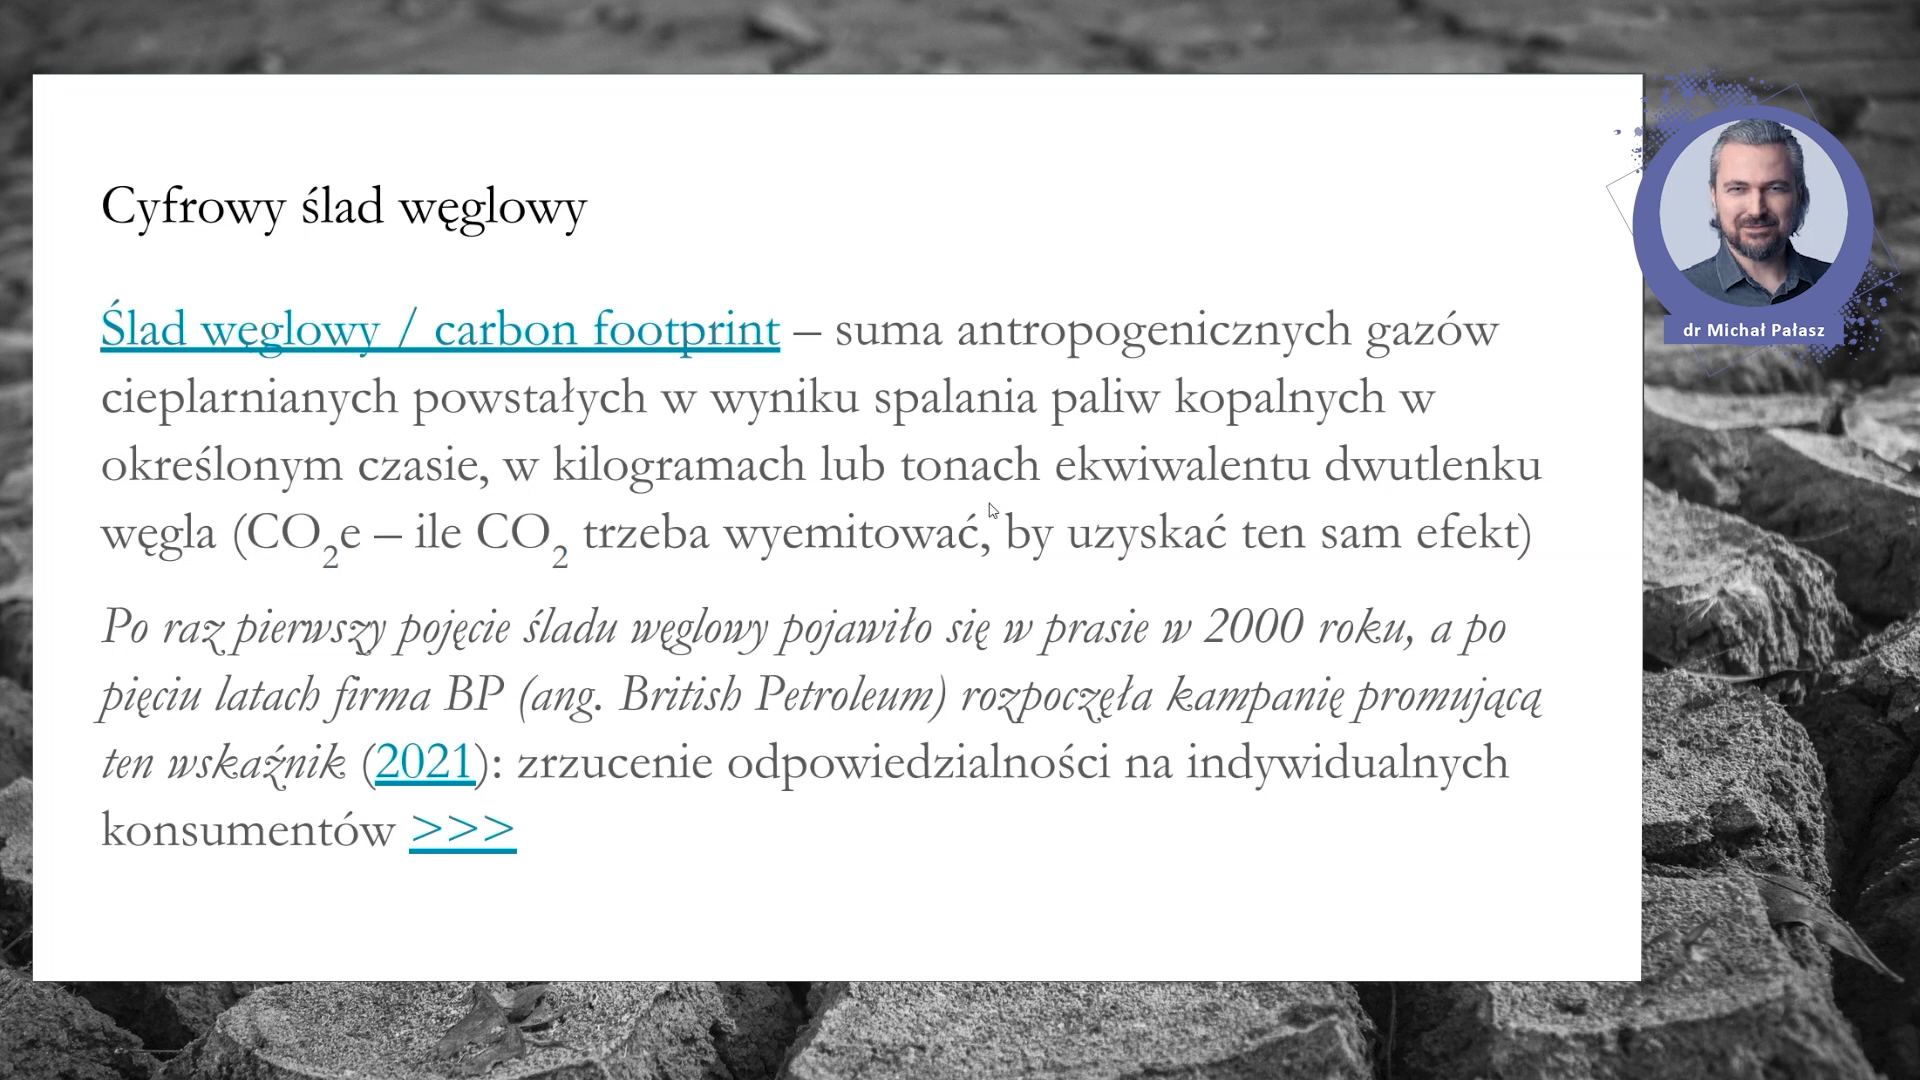 Cyfrowy ślad węglowy
Ślad węglowy / carbon footprint – suma antropogenicznych gazów
cieplarnianych powstałych w wyniku spalania paliw kopalnych w
określonym czasie, w kilogramach lub tonach ekwiwalentu dwutlenku
węgla (CO₂e – ile CO₂ trzeba wyemitować, by uzyskać ten sam efekt)
Po raz pierwszy pojęcie śladu węglowy pojawiło się w prasie w 2000 roku, a po
pięciu latach firma BP (ang. British Petroleum) rozpoczęła kampanię promującą
ten wskaźnik (2021): zrzucenie odpowiedzialności na indywidualnych
konsumentów >>>
dr Michał Pałasz